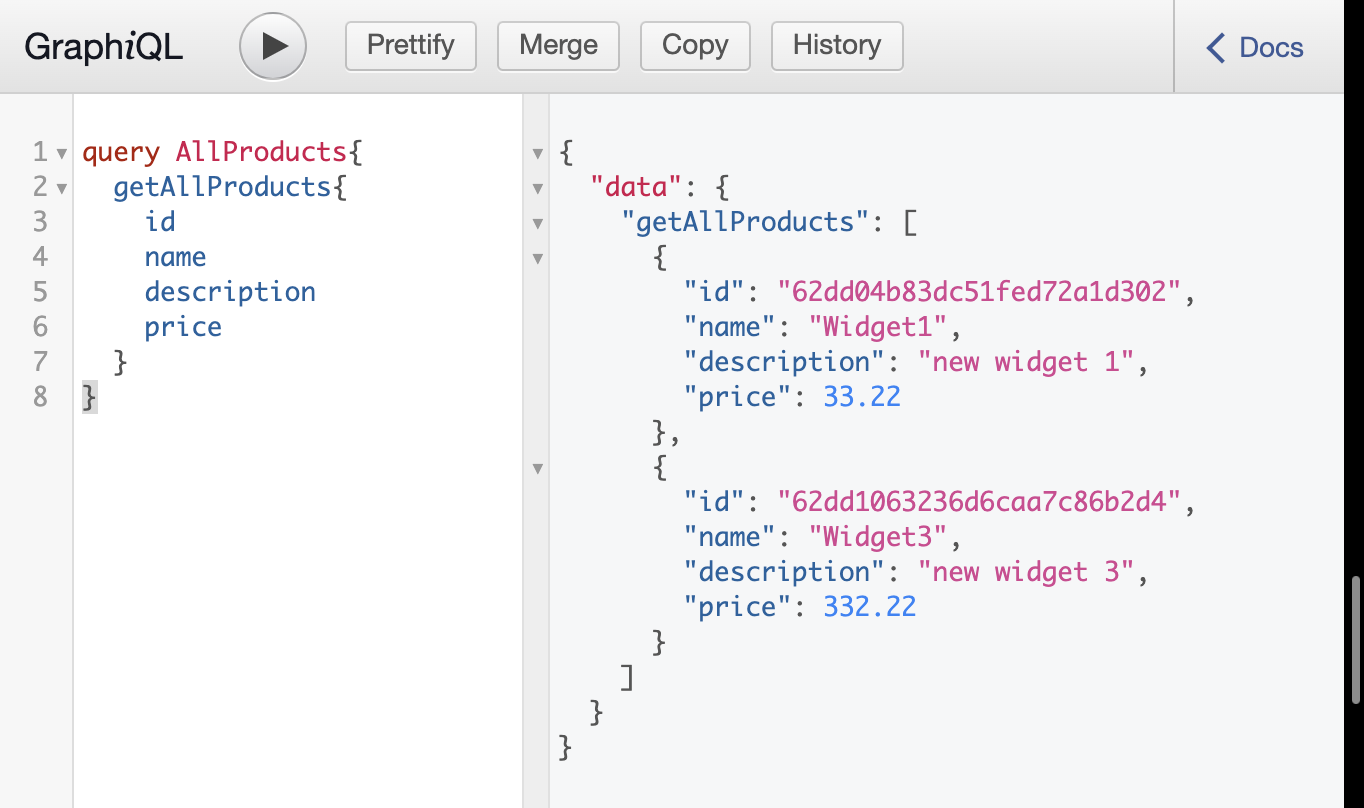 GraphiQL Prettify Merge Copy History Docs
1 query AllProducts{
2   getAllProducts{
3     id
4     name
5     description
6     price
7   }
8 }
{
  "data": {
    "getAllProducts": [
      {
        "id": "62dd04b83dc51fed72a1d302",
        "name": "Widget1",
        "description": "new widget 1",
        "price": 33.22
      },
      {
        "id": "62dd1063236d6caa7c86b2d4",
        "name": "Widget3",
        "description": "new widget 3",
        "price": 332.22
      }
    ]
  }
}